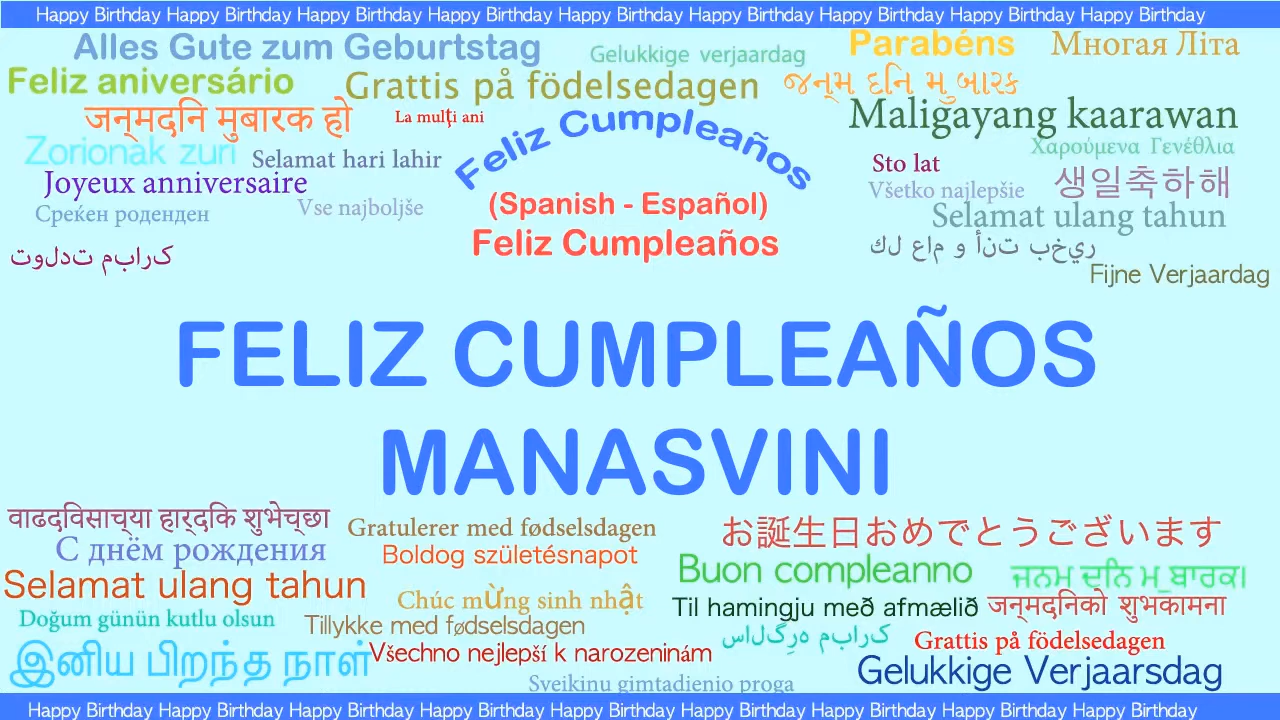 Happy Birthday Happy Birthday Happy Birthday Happy Birthday Happy Birthday Happy Birthday Happy Birthday Happy Birthday Happy Birthday
Alles Gute zum Geburtstag
Gelukkige verjaardag
Parabéns
Многая Літа
Feliz aniversário
Grattis på födelsedagen
જન્મ દિન મુબારક
जन्मदिन मुबारक हो
La mulţi ani
Feliz Cumpleaños
Maligayang kaarawan
Zorionak zuri
Selamat hari lahir
Sto lat
Χαρούμενα Γενέθλια
Joyeux anniversaire
Všetko najlepšie
생일축하해
Среќен роденден
Vse najboljše
(Spanish - Español)
Selamat ulang tahun
Feliz Cumpleaños
تولدت مبارک
كل عام و أنت بخير
Fijne Verjaardag
FELIZ CUMPLEAÑOS
MANASVINI
वाढदिवसाच्या हार्दिक शुभेच्छा
Gratulerer med fødselsdagen
お誕生日おめでとうございます
С днём рождения
Boldog születésnapot
Buon compleanno
ਜਨਮ ਦਿਨ ਮੁਬਾਰਕ।
Selamat ulang tahun
Chúc mừng sinh nhật
Til hamingju með afmælið
जन्मदिनको शुभकामना
Doğum günün kutlu olsun
Tillykke med fødselsdagen
سالگرہ مبارک
Grattis på födelsedagen
இனிய பிறந்த நாள்
Všechno nejlepší k narozeninám
Gelukkige Verjaarsdag
Sveikinu gimtadienio proga
Happy Birthday Happy Birthday Happy Birthday Happy Birthday Happy Birthday Happy Birthday Happy Birthday Happy Birthday Happy Birthday